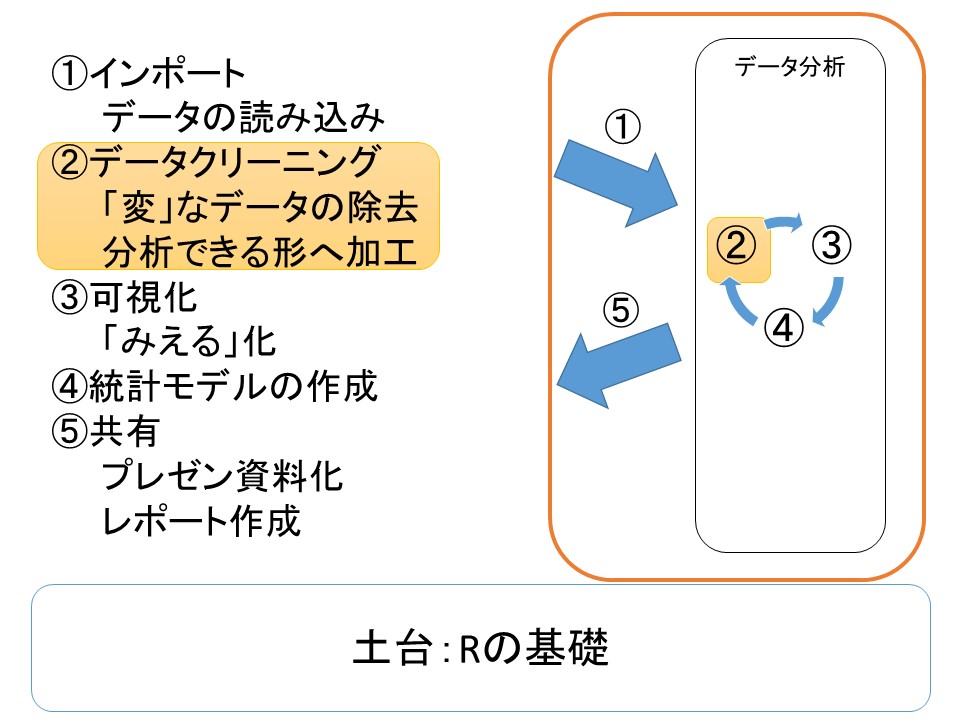 ①インポート
データの読み込み
②データクリーニング
「変」なデータの除去
分析できる形へ加工
③可視化
「みえる」化
④統計モデルの作成
⑤共有
プレゼン資料化
レポート作成
データ分析
①
②
③
④
⑤
土台：Rの基礎